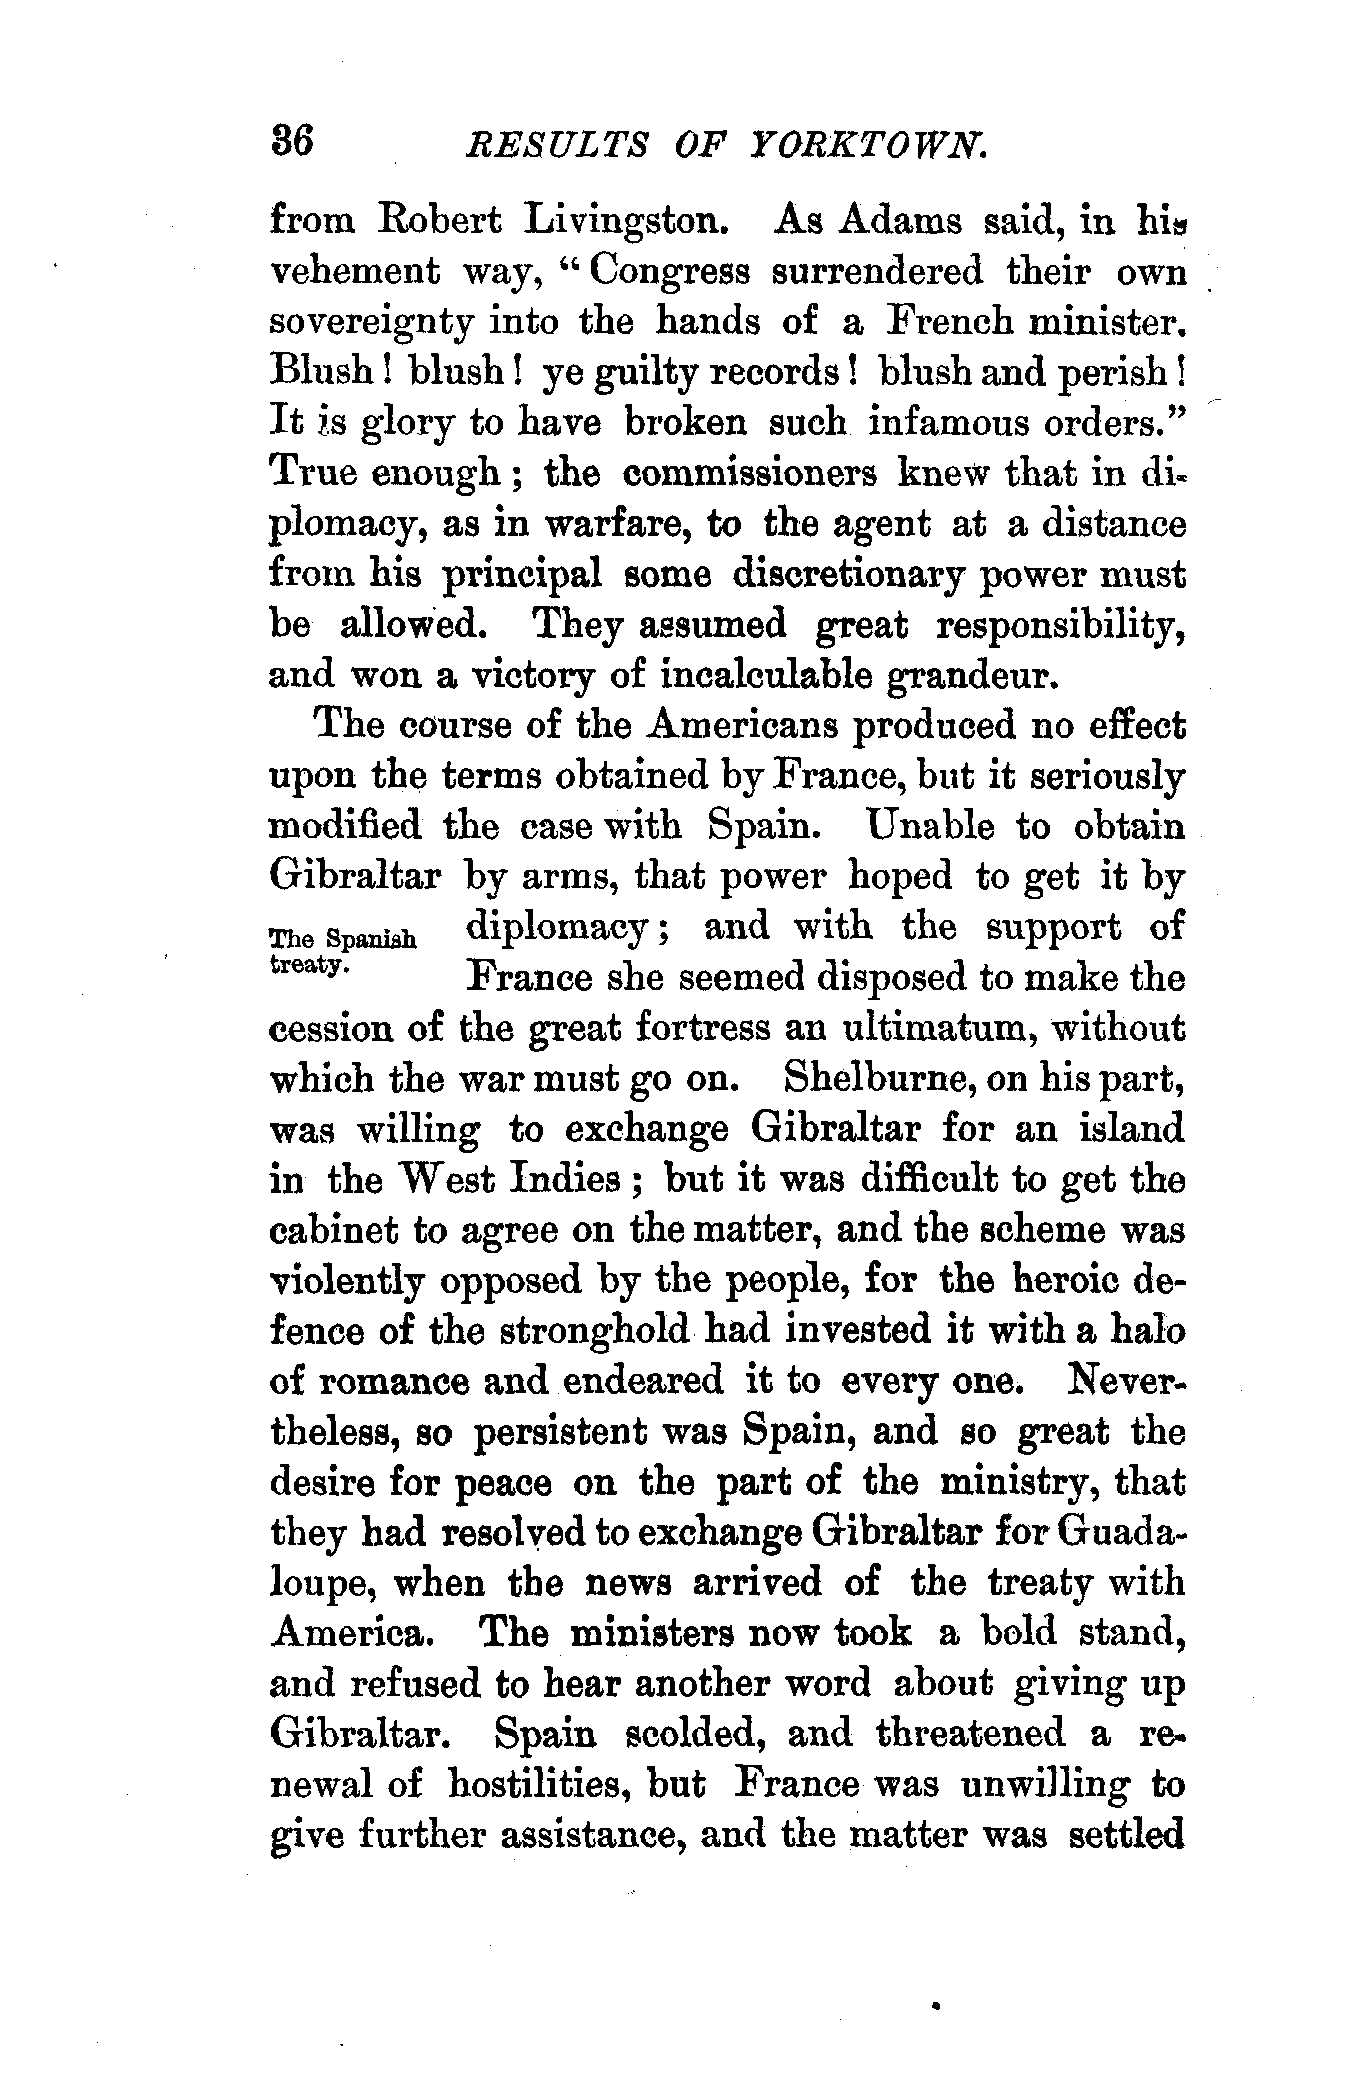 36 RESULTS OF YORKTOWN.
from Robert Livingston. As Adams said, in his
vehement way, “Congress surrendered their own
sovereignty into the hands of a French minister.
Blush! blush! ye guilty records! blush and perish!
It is glory to have broken such infamous orders.”
True enough; the commissioners knew that in di-
plomacy, as in warfare, to the agent at a distance
from his principal some discretionary power must
be allowed. They assumed great responsibility,
and won a victory of incalculable grandeur.
The course of the Americans produced no effect
upon the terms obtained by France, but it seriously
modified the case with Spain. Unable to obtain
Gibraltar by arms, that power hoped to get it by
The Spanish
treaty.
diplomacy; and with the support of
France she seemed disposed to make the
cession of the great fortress an ultimatum, without
which the war must go on. Shelburne, on his part,
was willing to exchange Gibraltar for an island
in the West Indies; but it was difficult to get the
cabinet to agree on the matter, and the scheme was
violently opposed by the people, for the heroic de-
fence of the stronghold had invested it with a halo
of romance and endeared it to every one. Never-
theless, so persistent was Spain, and so great the
desire for peace on the part of the ministry, that
they had resolved to exchange Gibraltar for Guada-
loupe, when the news arrived of the treaty with
America. The ministers now took a bold stand,
and refused to hear another word about giving up
Gibraltar. Spain scolded, and threatened a re-
newal of hostilities, but France was unwilling to
give further assistance, and the matter was settled